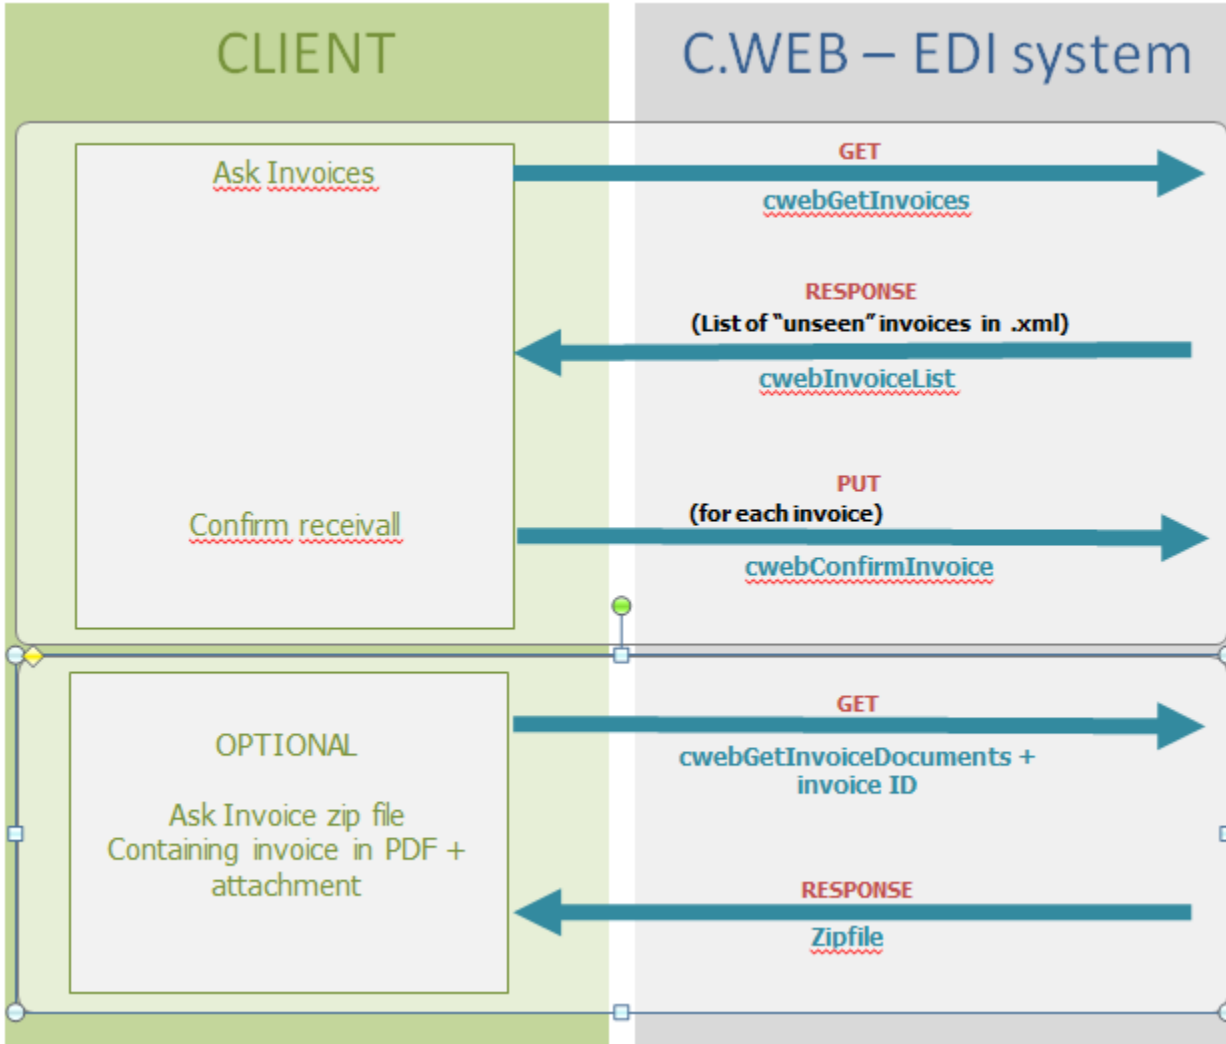 CLIENT
C.WEB – EDI system
Ask Invoices
GET
cwebGetInvoices
RESPONSE
(List of “unseen” invoices in .xml)
cwebInvoiceList
PUT
(for each invoice)
Confirm receivall
cwebConfirmInvoice
GET
OPTIONAL
cwebGetInvoiceDocuments +
invoice ID
Ask Invoice zip file
Containing invoice in PDF +
attachment
RESPONSE
Zipfile